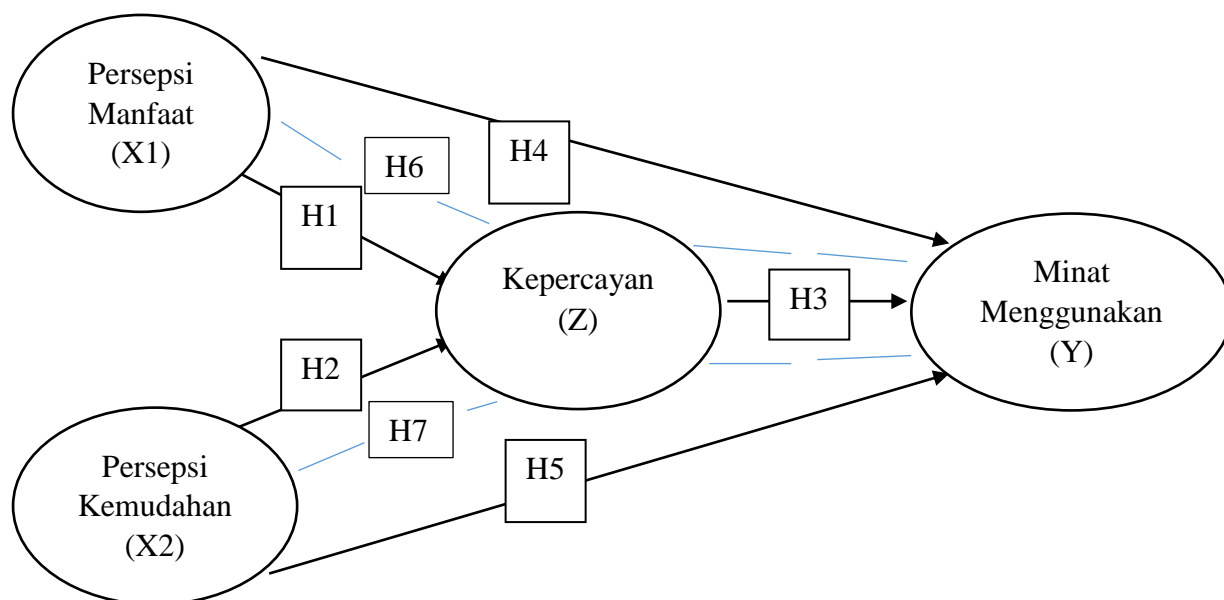 Persepsi
Manfaat
(X1)
H4
H6
H1
Kepercayan
(Z)
H3
Minat
Menggunakan
(Y)
H2
H7
H5
Persepsi
Kemudahan
(X2)